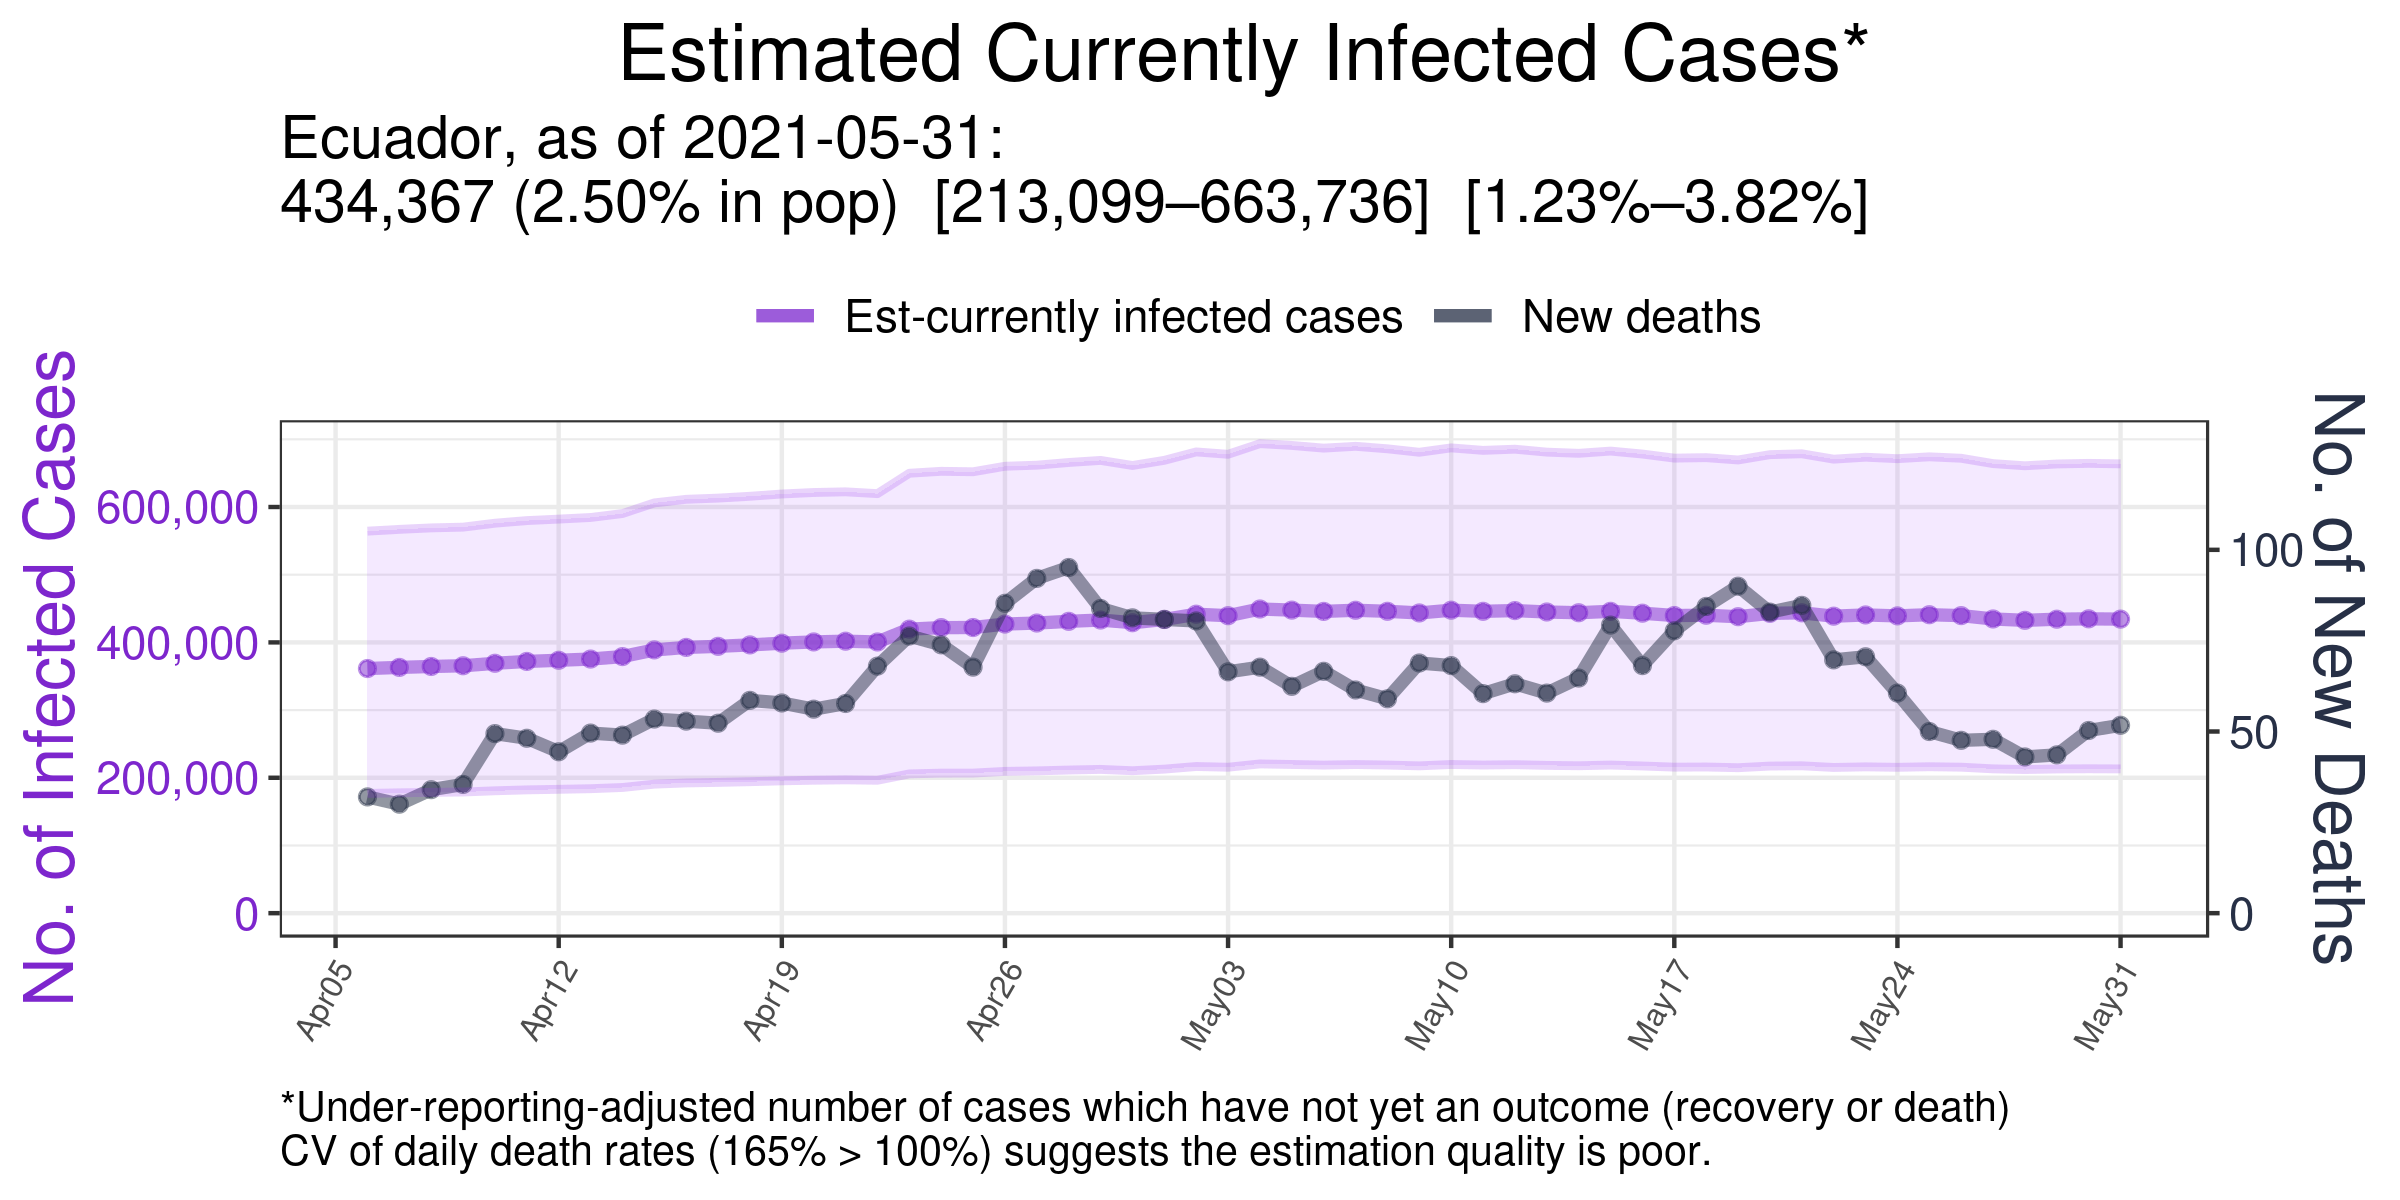 Estimated Currently Infected Cases*
Ecuador, as of 2021-05-31:
434,367 (2.50% in pop)  [213,099–663,736]  [1.23%–3.82%]
Est-currently infected cases
New deaths
No. of Infected Cases
600,000
400,000
200,000
0
100
50
0
No. of New Deaths
Apr05
Apr12
Apr19
Apr26
May03
May10
May17
May24
May31
*Under-reporting-adjusted number of cases which have not yet an outcome (recovery or death)
CV of daily death rates (165% > 100%) suggests the estimation quality is poor.